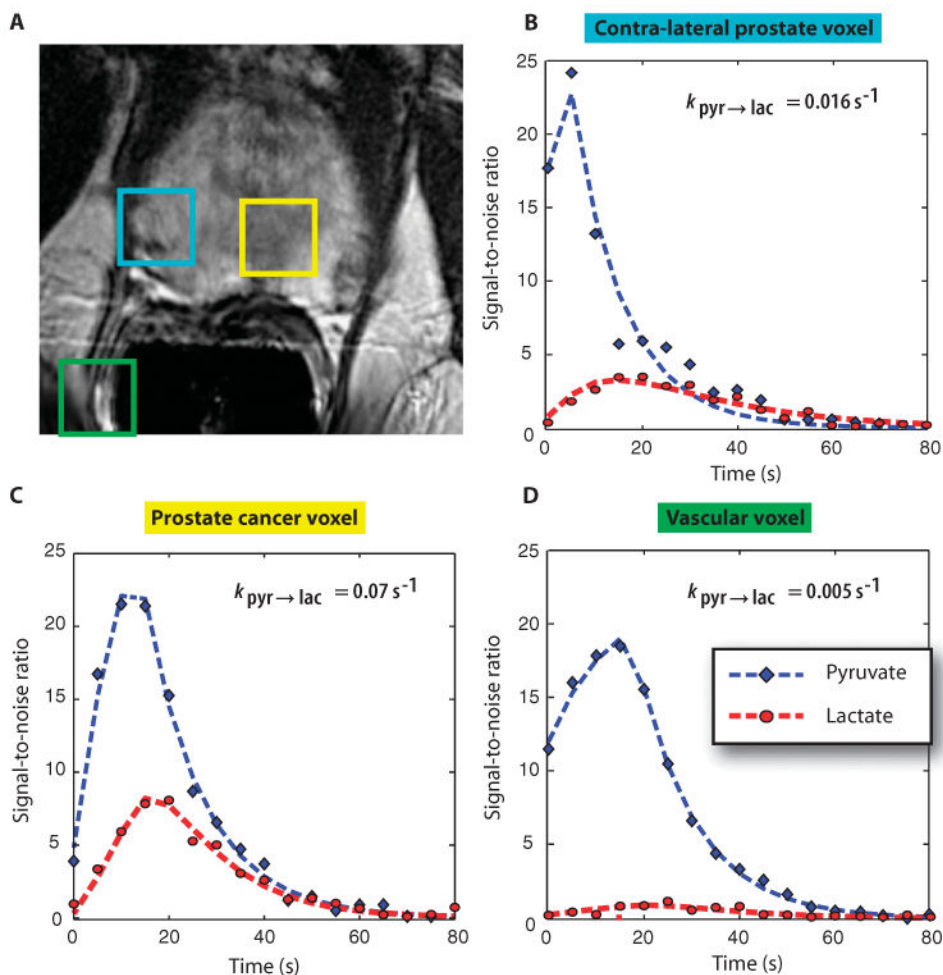 A
B
Contra-lateral prostate voxel
k pyr → lac = 0.016 s-1
Signal-to-noise ratio
25
20
15
10
5
0
0
20
40
60
80
Time (s)
C
Prostate cancer voxel
k pyr → lac = 0.07 s-1
Signal-to-noise ratio
25
20
15
10
5
0
0
20
40
60
80
Time (s)
D
Vascular voxel
k pyr → lac = 0.005 s-1
Pyruvate
Lactate
Signal-to-noise ratio
25
20
15
10
5
0
0
20
40
60
80
Time (s)